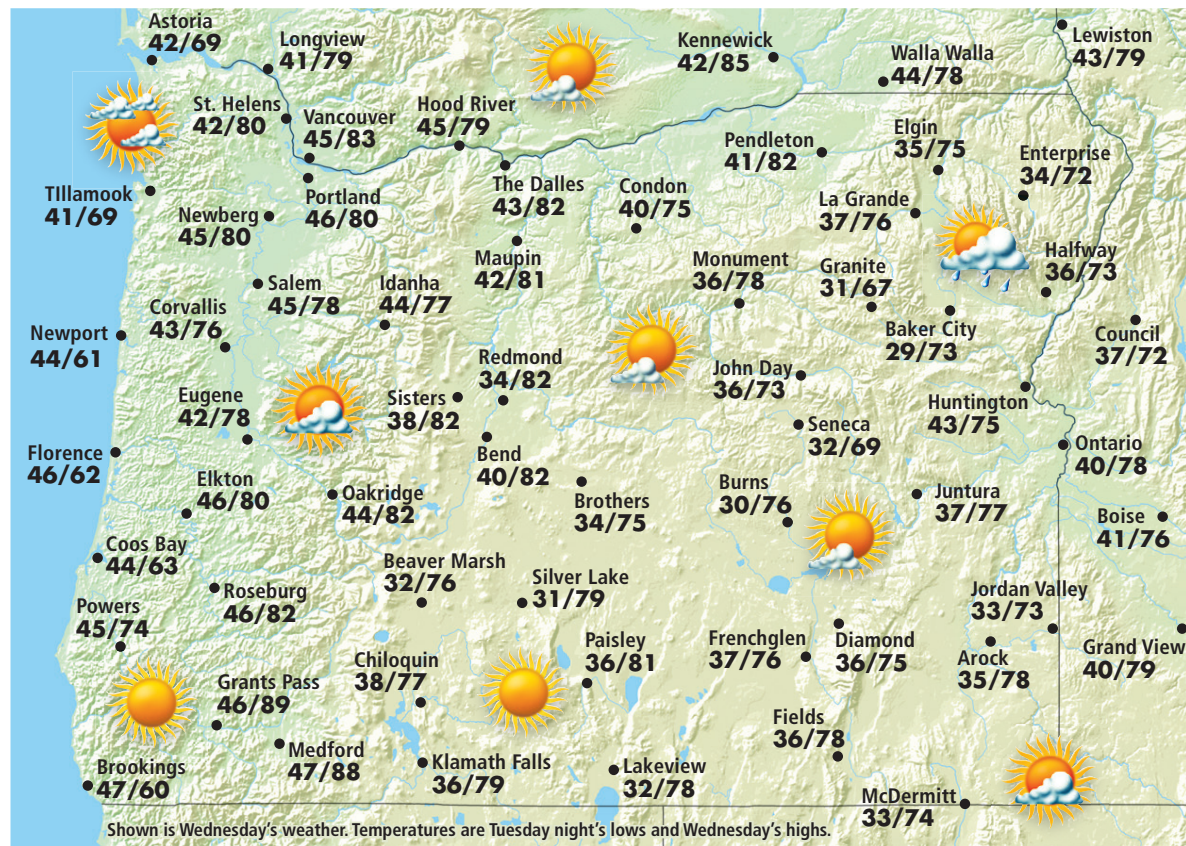 Astoria
42/69
Longview
41/79
Kennewick
42/85
Walla Walla
44/78
Lewiston
43/79
St. Helens
42/80
Vancouver
45/83
Hood River
45/79
Pendleton
41/82
Elgin
35/75
Enterprise
34/72
TIllamook
41/69
Newberg
45/80
Portland
46/80
The Dalles
43/82
Condon
40/75
La Grande
37/76
Maupin
42/81
Monument
36/78
Granite
31/67
Halfway
36/73
Salem
45/78
Idanha
44/77
Corvallis
43/76
Newport
44/61
Baker City
29/73
Council
37/72
Redmond
34/82
John Day
36/73
Eugene
42/78
Sisters
38/82
Huntington
43/75
Seneca
32/69
Ontario
40/78
Florence
46/62
Bend
40/82
Elkton
46/80
Oakridge
44/82
Brothers
34/75
Burns
30/76
Juntura
37/77
Boise
41/76
Coos Bay
44/63
Beaver Marsh
32/76
Silver Lake
31/79
Roseburg
46/82
Jordan Valley
33/73
Powers
45/74
Paisley
36/81
Frenchglen
37/76
Diamond
36/75
Arock
35/78
Grand View
40/79
Chiloquin
38/77
Grants Pass
46/89
Fields
36/78
Medford
47/88
Klamath Falls
36/79
Lakeview
32/78
Brookings
47/60
McDermitt
33/74
Shown is Wednesday's weather. Temperatures are Tuesday night's lows and Wednesday's highs.